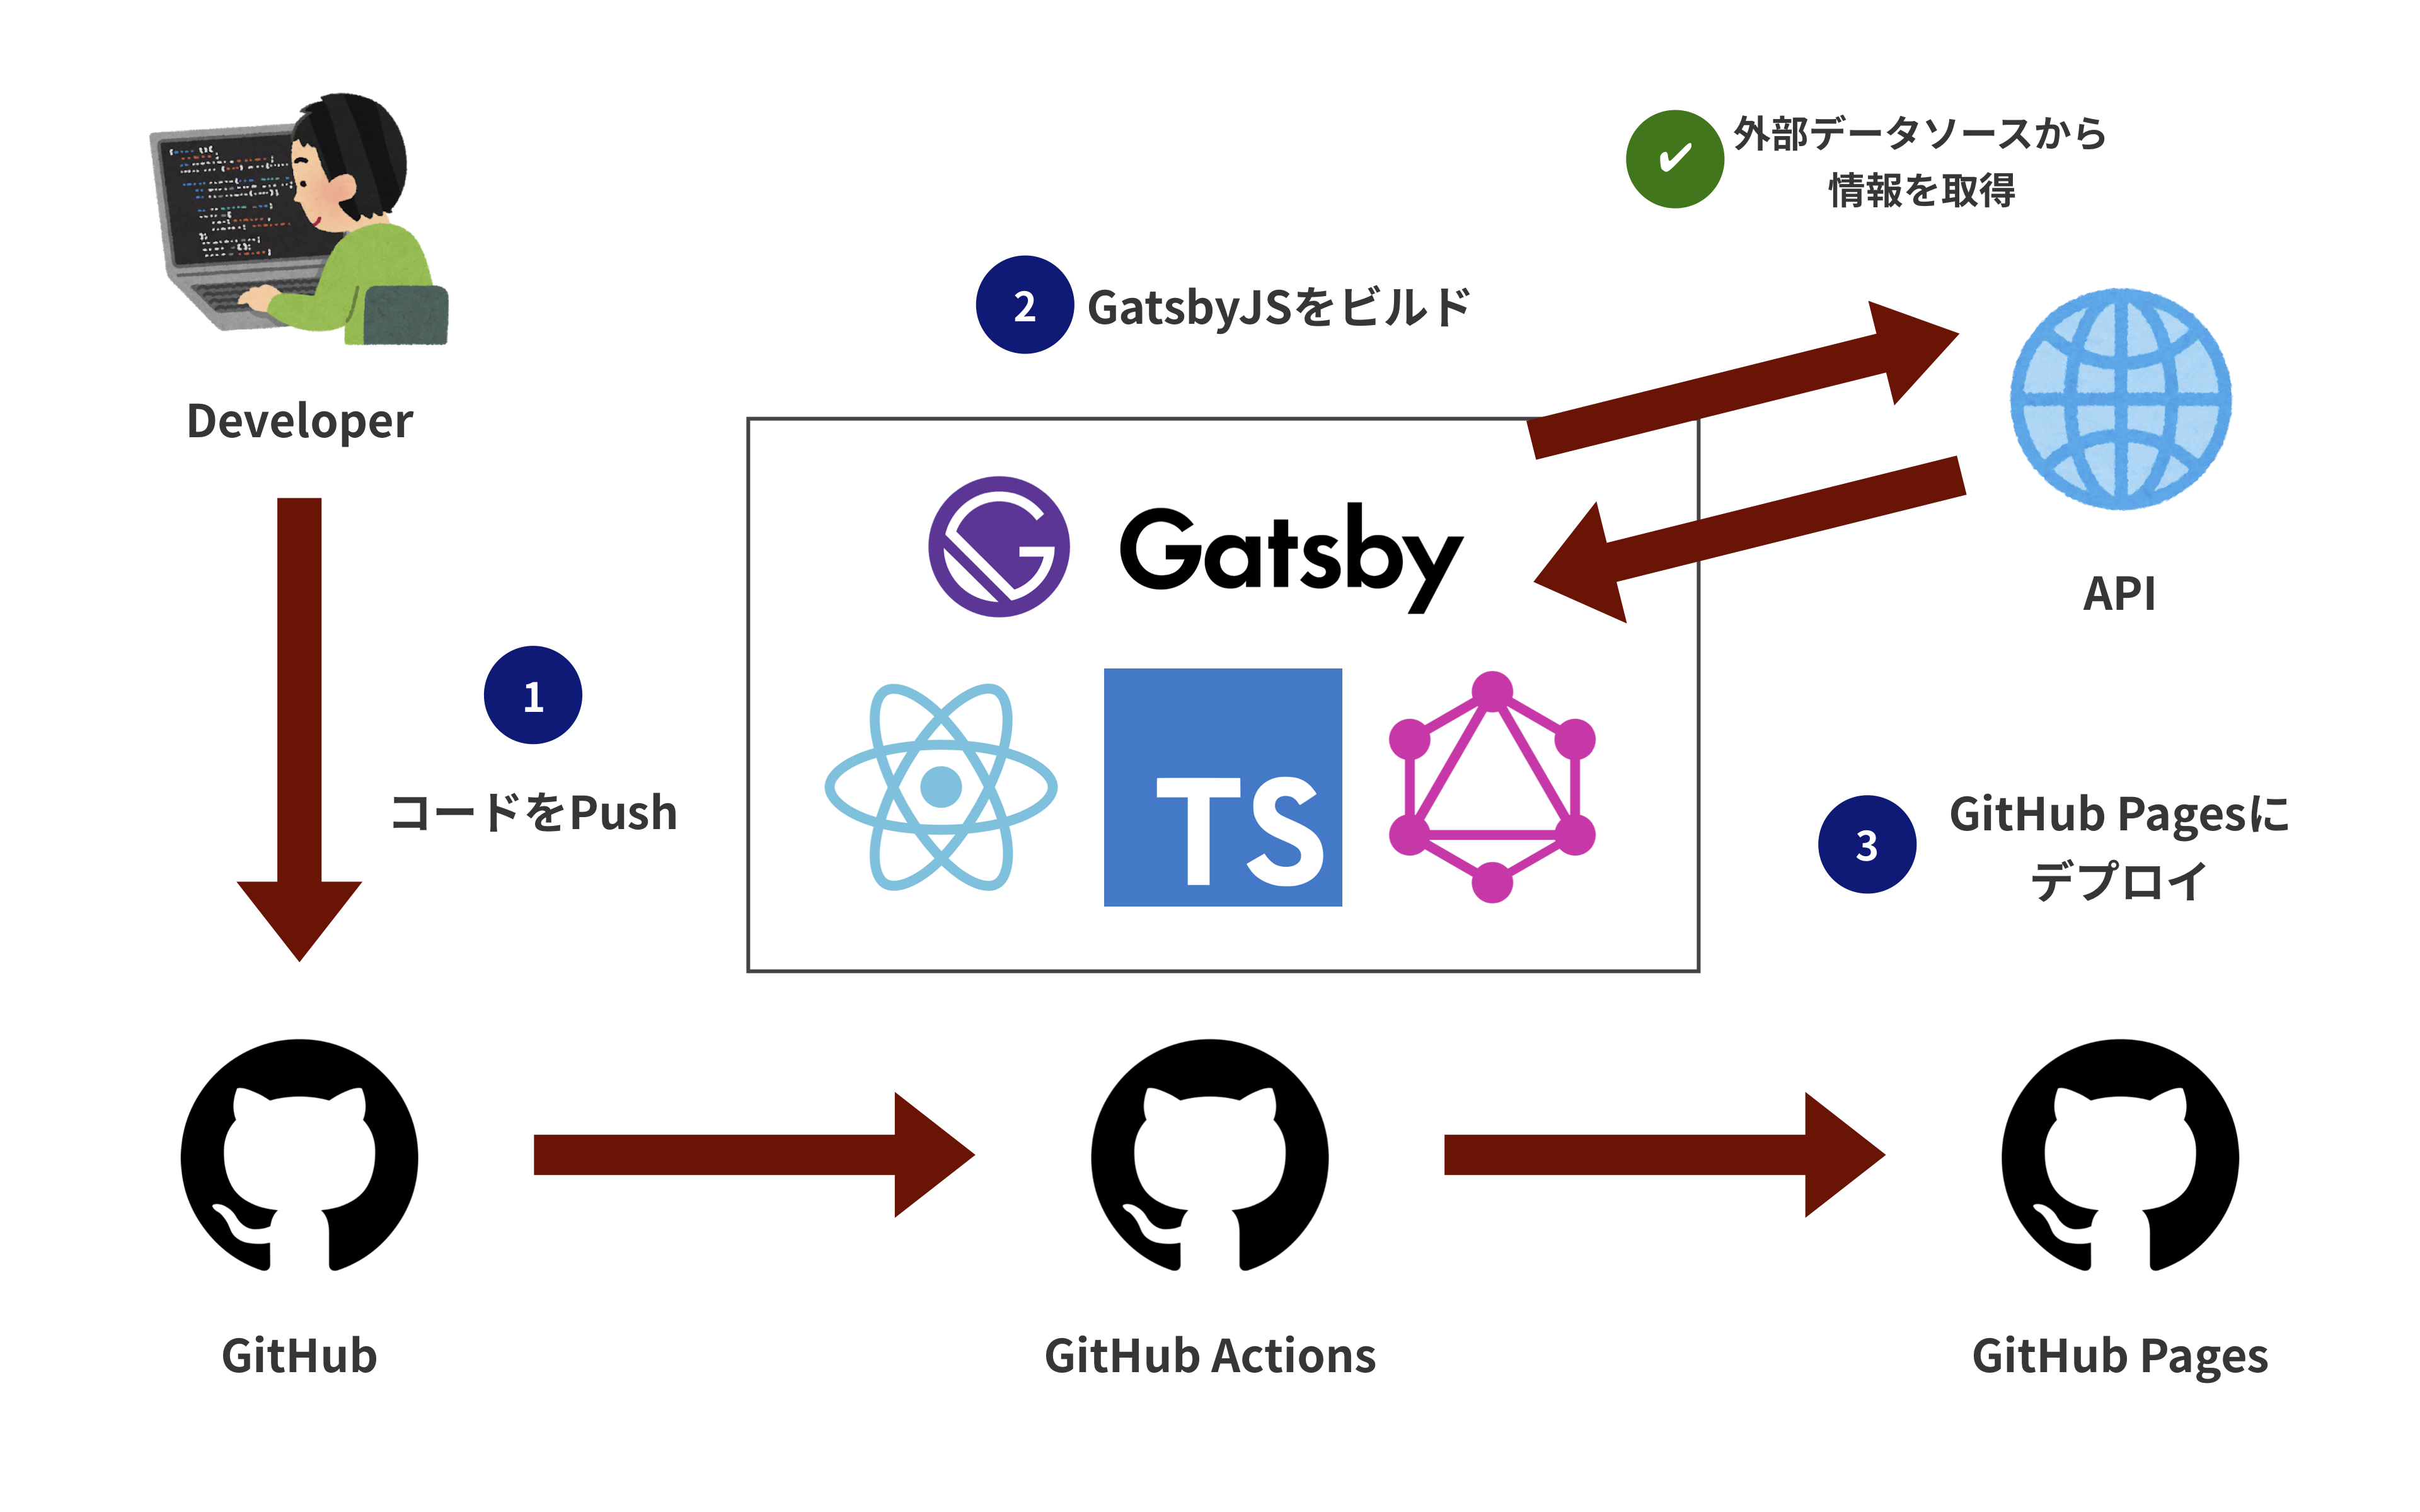 外部データソースから
情報を取得
2
GatsbyJSをビルド
Developer
Gatsby
API
1
コードをPush
TS
3
GitHub Pagesに
デプロイ
GitHub
GitHub Actions
GitHub Pages